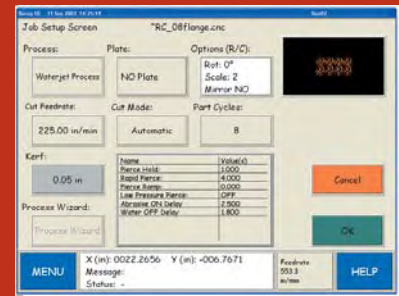 Job Setup Screen "RC_08flange.cnc
Process: Plate: Options (R/C):
Waterjet Process NO Plate Rot: 0°
Scale: 2
Mirror NO
Cut Feedrate: Cut Mode: Part Cycles:
225.00 in/min Automatic 8
Kerf: Name Value(s)
Pierce Hold: 1.000
Rapid Pierce: 4.000
0.05 in Pierce Ramp: 0.000
Low Pressure Pierce: OFF
Abrasive ON Delay 2.500
Water OFF Delay 1.800
Cancel
Process Wizard:
Process Wizard OK
MENU X (in): 0022.2656 Y (in): -006.7671
Message:
Status: -
Feedrate
553.3
in/min
HELP